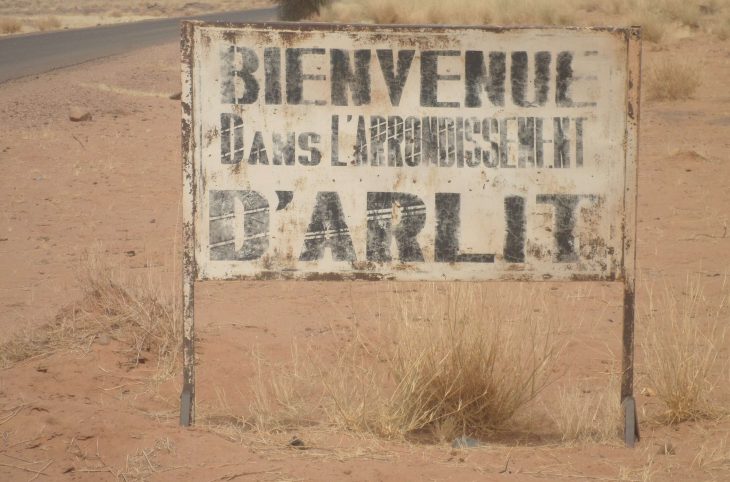 BIENVENUE
DANS L'ARRONDISSEMENT
D'ARLIT